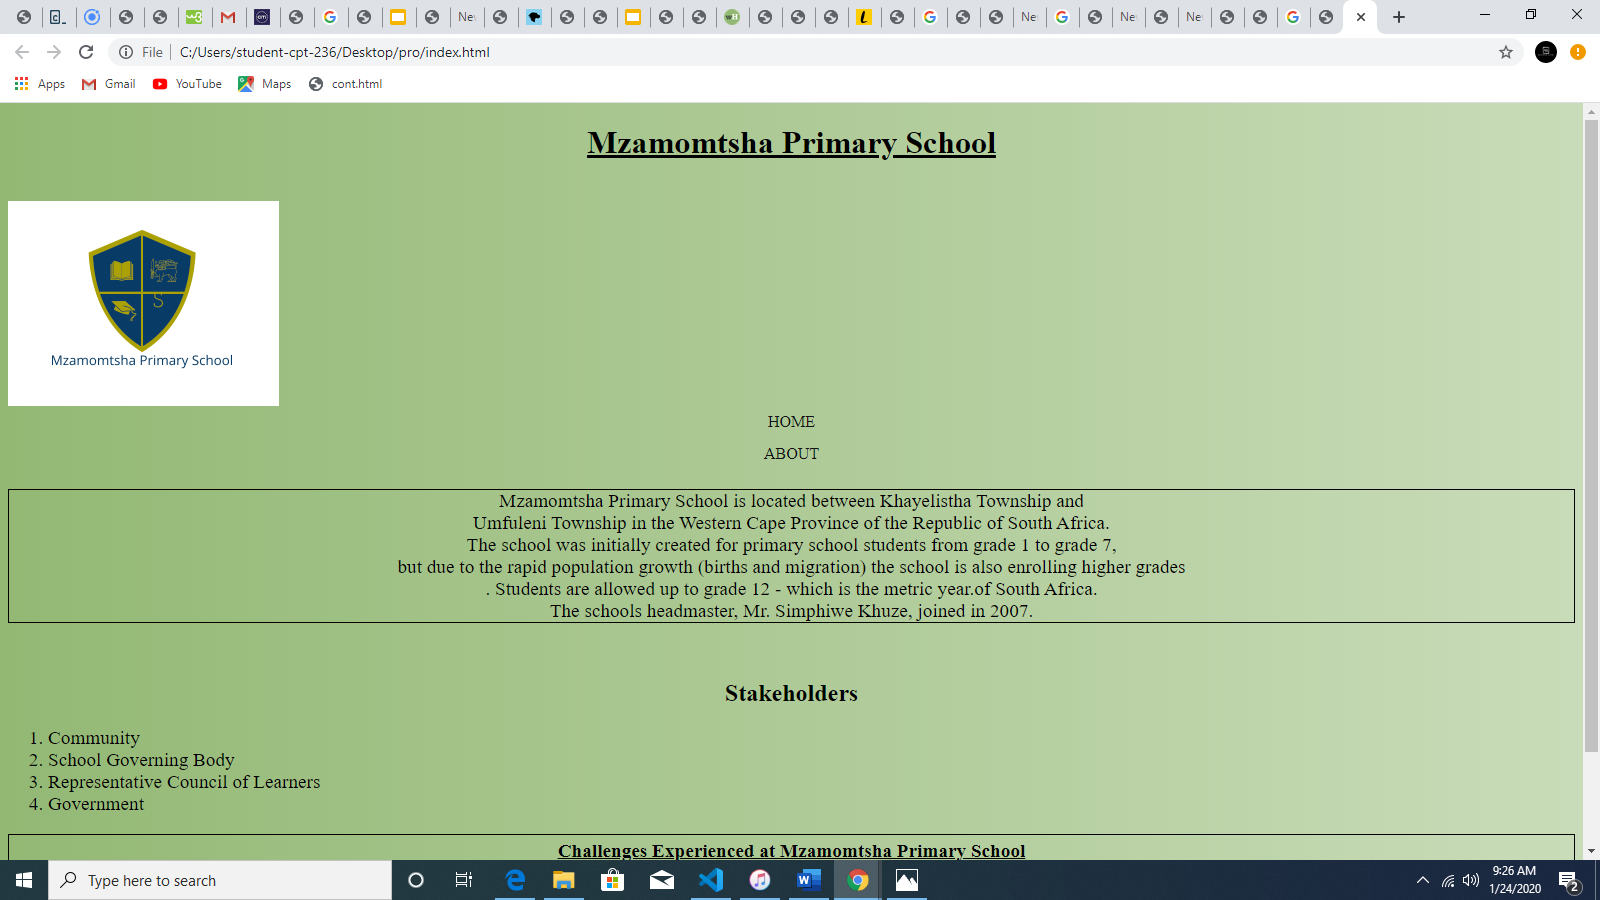 Ne
Ne
Ne
Ne
File
C:/Users/student-cpt-236/Desktop/pro/index.html
Apps
Gmail
YouTube
Maps
cont.html
Mzamomtsha Primary School
S
Mzamomtsha Primary School
HOME
ABOUT
Mzamomtsha Primary School is located between Khayelistha Township and
Umfuleni Township in the Western Cape Province of the Republic of South Africa.
The school was initially created for primary school students from grade 1 to grade 7,
but due to the rapid population growth (births and migration) the school is also enrolling higher grades
. Students are allowed up to grade 12 - which is the metric year.of South Africa.
The schools headmaster, Mr. Simphiwe Khuze, joined in 2007.
Stakeholders
1. Community
2. School Governing Body
3. Representative Council of Learners
4. Government
Challenges Experienced at Mzamomtsha Primary School
Type here to search
9:26 AM
1/24/2020
2